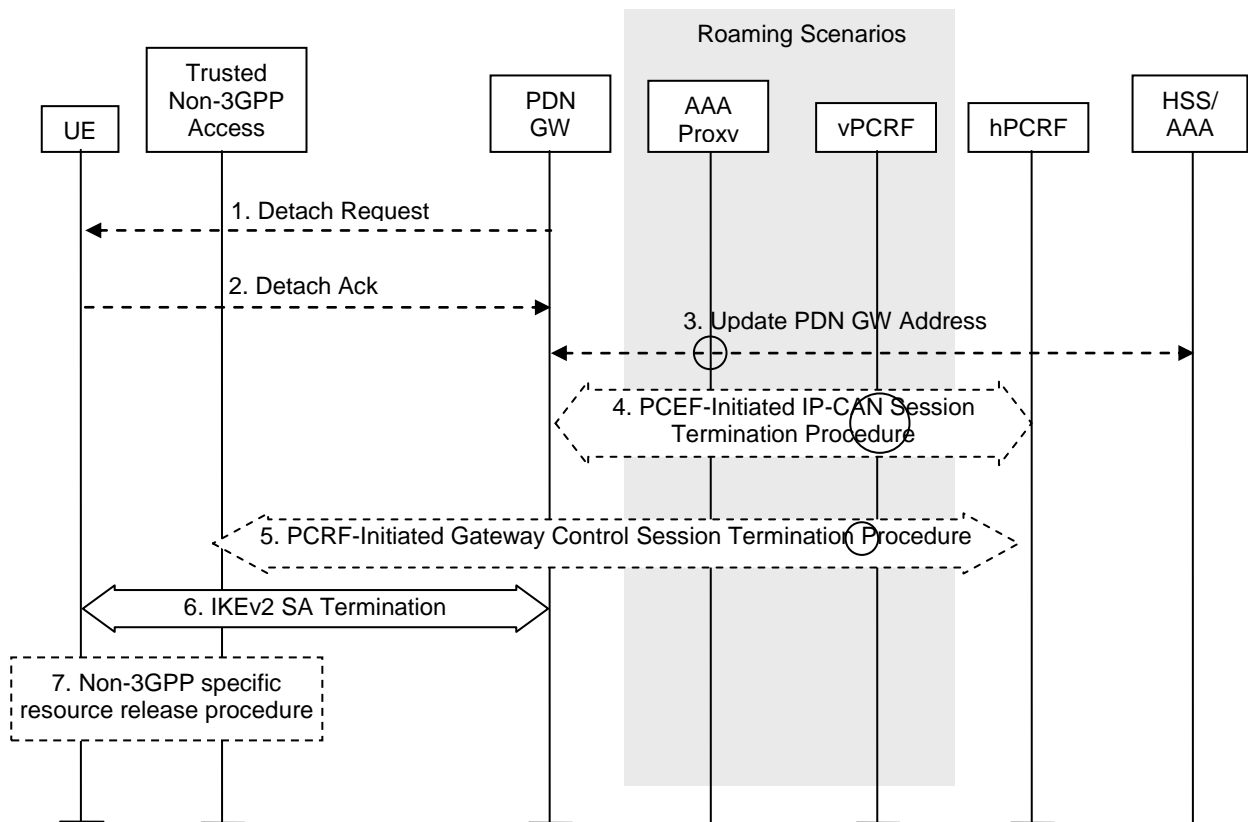 Roaming Scenarios
UE
Trusted
Non-3GPP
Access
PDN
GW
AAA
Proxv
vPCRF
hPCRF
HSS/
AAA
1. Detach Request
2. Detach Ack
3. Update PDN GW Address
4. PCEF-Initiated IP-CAN Session
Termination Procedure
5. PCRF-Initiated Gateway Control Session Termination Procedure
6. IKEv2 SA Termination
7. Non-3GPP specific
resource release procedure